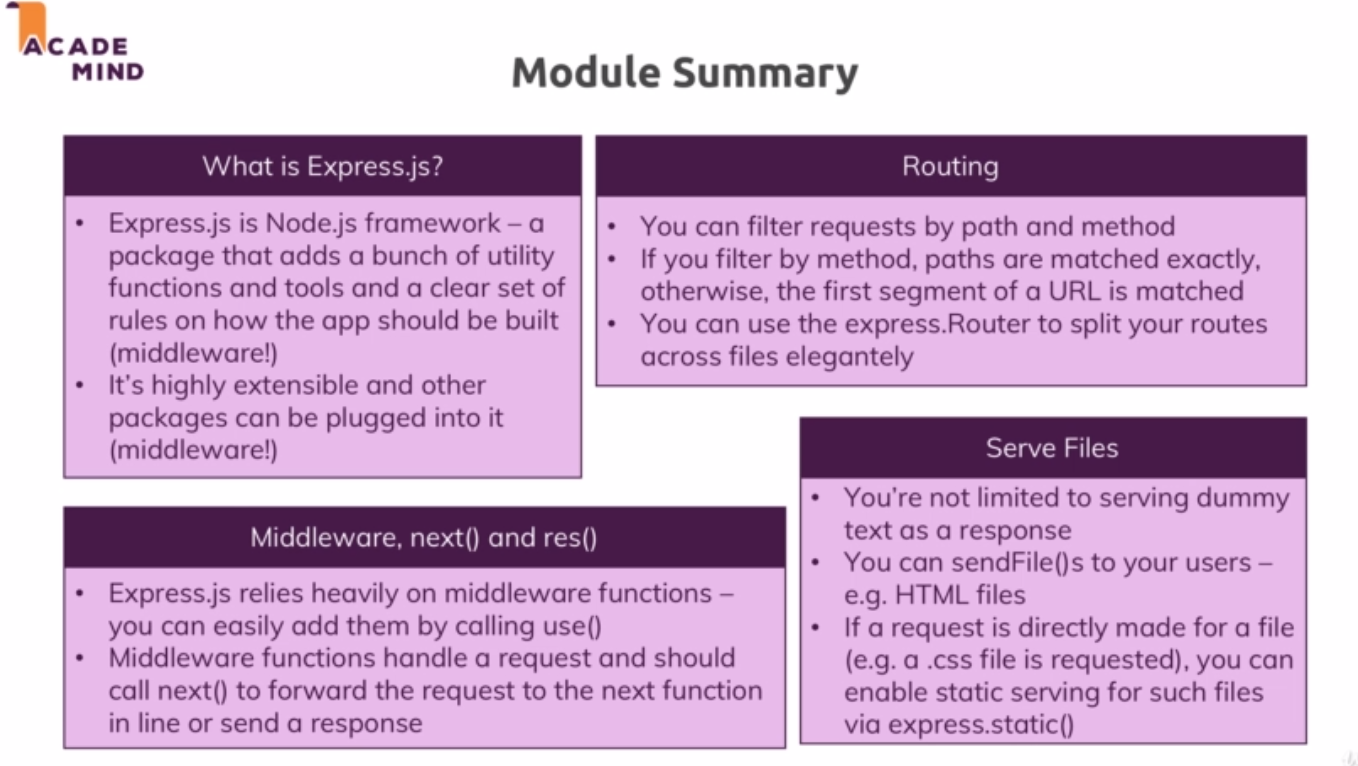 ACADE
MIND
Module Summary
What is Express.js?
• Express.js is Node.js framework – a
package that adds a bunch of utility
functions and tools and a clear set of
rules on how the app should be built
(middleware!)
• It's highly extensible and other
packages can be plugged into it
(middleware!)
Routing
• You can filter requests by path and method
• If you filter by method, paths are matched exactly,
otherwise, the first segment of a URL is matched
• You can use the express.Router to split your routes
across files elegantely
Middleware, next() and res()
• Express.js relies heavily on middleware functions –
you can easily add them by calling use()
• Middleware functions handle a request and should
call next() to forward the request to the next function
in line or send a response
Serve Files
• You're not limited to serving dummy
text as a response
• You can sendFile()s to your users –
e.g. HTML files
• If a request is directly made for a file
(e.g. a .css file is requested), you can
enable static serving for such files
via express.static()